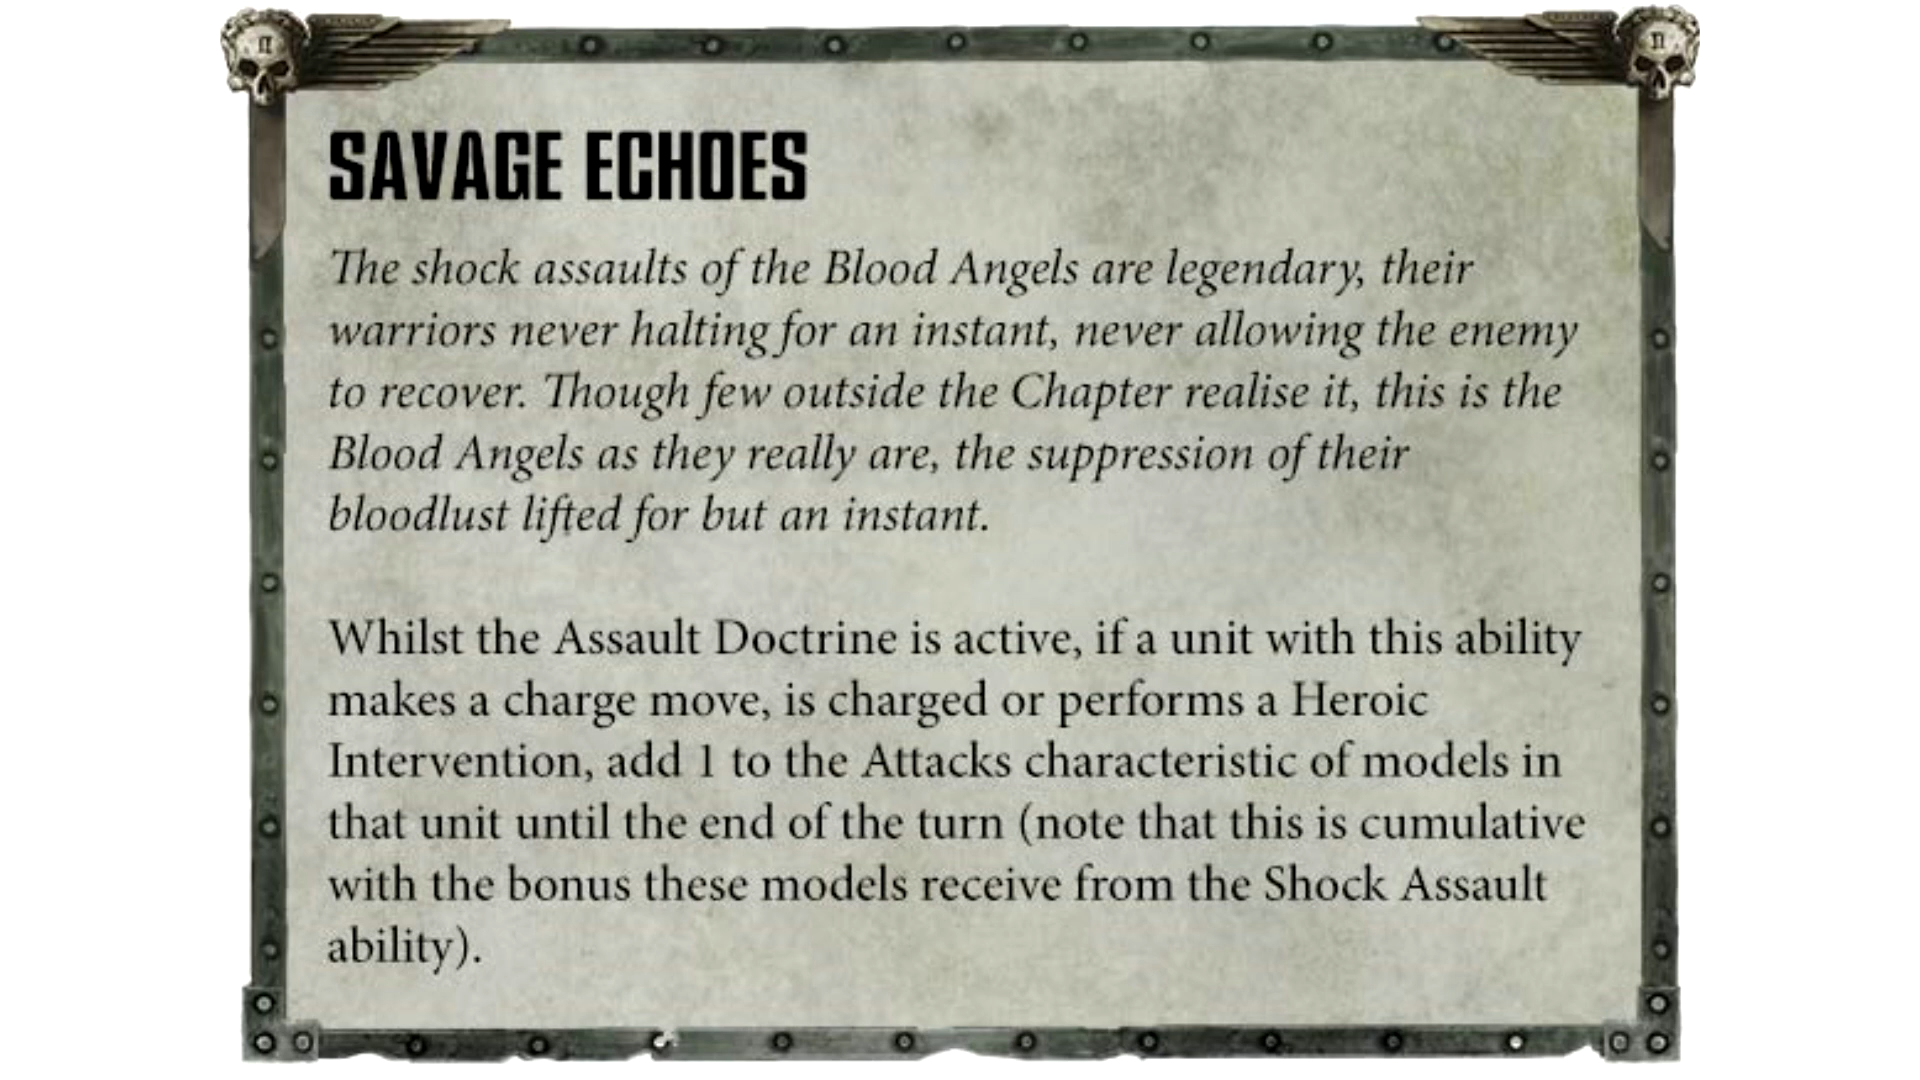 SAVAGE ECHOES
The shock assaults of the Blood Angels are legendary, their
warriors never halting for an instant, never allowing the enemy
to recover. Though few outside the Chapter realise it, this is the
Blood Angels as they really are, the suppression of their
bloodlust lifted for but an instant.
Whilst the Assault Doctrine is active, if a unit with this ability
makes a charge move, is charged or performs a Heroic
Intervention, add 1 to the Attacks characteristic of models in
that unit until the end of the turn (note that this is cumulative
with the bonus these models receive from the Shock Assault
ability).